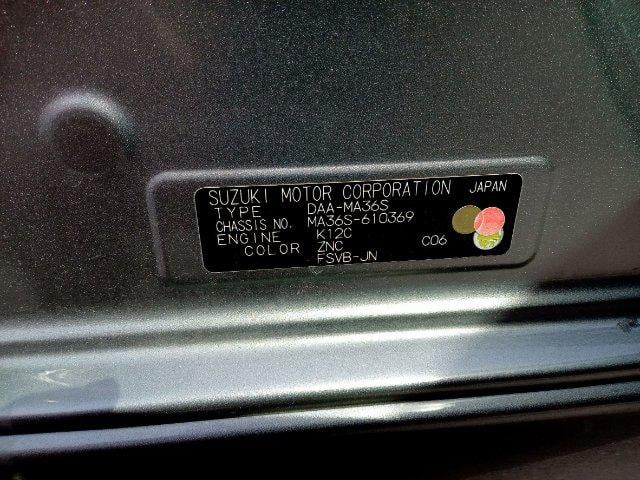 SUZUKI MOTOR CORPORATION JAPAN
TYPE DAA-MA36S
CHASSIS NO. MA36S-610369
ENGINE K12C
COLOR ZNC C06
FSVB-JN